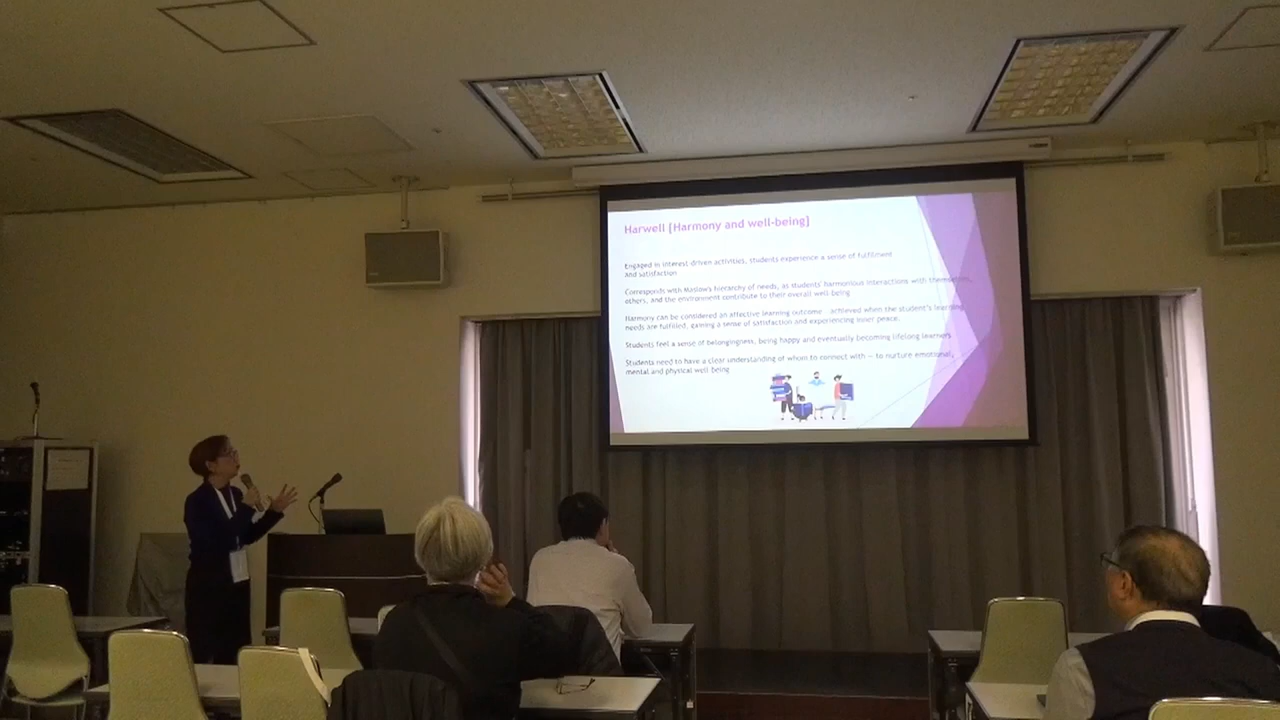 Harwell [Harmony and well-being]
Engaged in interest-driven activities, students experience a sense of fulfillment
and satisfaction
Corresponds with Maslow's hierarchy of needs, as students' harmonious interactions with themselves,
others, and the environment contribute to their overall well-being
Harmony can be considered an affective learning outcome – achieved when the student's learning
needs are fulfilled, gaining a sense of satisfaction and experiencing inner peace.
Students feel a sense of belongingness, being happy and eventually becoming lifelong learners
Students need to have a clear understanding of whom to connect with — to nurture emotional,
mental and physical well-being